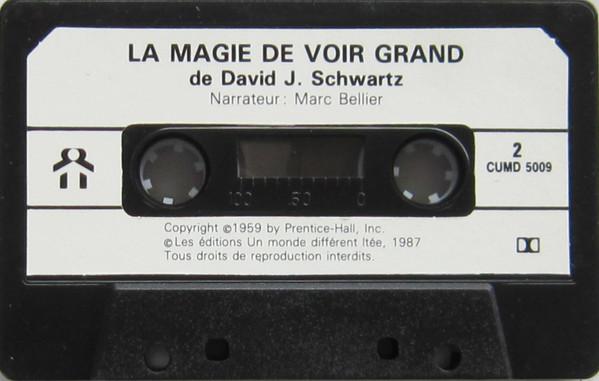 LA MAGIE DE VOIR GRAND
de David J. Schwartz
Narrateur: Marc Bellier
2
CUMD 5009
100 50 0
Copyright ©1959 by Prentice-Hall, Inc.
©Les éditions Un monde différent ltée, 1987
Tous droits de reproduction interdits.